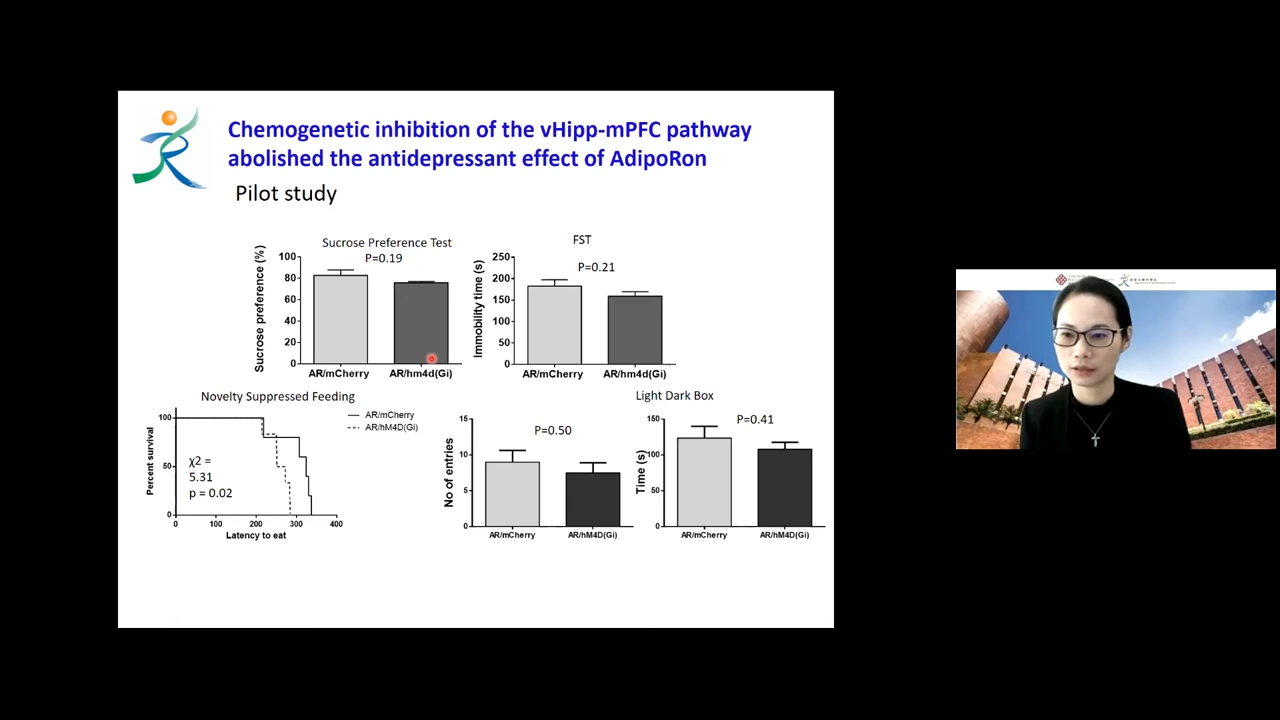 Chemogenetic inhibition of the vHipp-mPFC pathway
abolished the antidepressant effect of AdipoRon
Pilot study
Sucrose Preference Test
P=0.19
Sucrose preference (%)
100
80
60
40
20
0
AR/mCherry
AR/hm4d(Gi)
FST
P=0.21
Immobility time (s)
250
200
150
100
50
0
AR/mCherry
AR/hm4d(Gi)
Novelty Suppressed Feeding
AR/mCherry
AR/hM4D(Gi)
Percent survival
100
50
0
χ2 =
5.31
p = 0.02
0
100
200
300
400
Latency to eat
Light Dark Box
P=0.50
No of entries
15
10
5
0
AR/mCherry
AR/hM4D(Gi)
P=0.41
Time (s)
150
100
50
0
AR/mCherry
AR/hM4D(Gi)